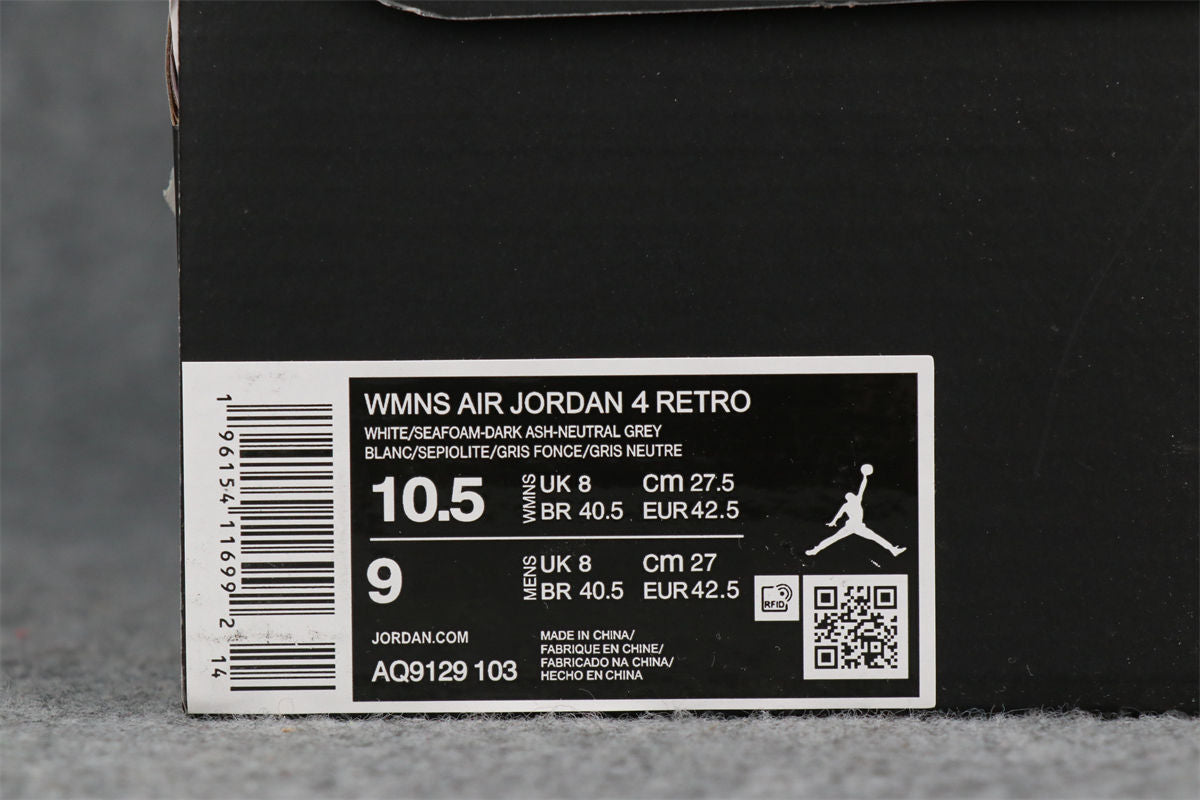 WMNS AIR JORDAN 4 RETRO
WHITE/SEAFOAM-DARK ASH-NEUTRAL GREY
BLANC/SEPIOLITE/GRIS FONCE/GRIS NEUTRE
10.5 WMNS UK 8 CM 27.5
BR 40.5 EUR 42.5
9 MENS UK 8 CM 27
BR 40.5 EUR 42.5
RFID
JORDAN.COM
AQ9129 103
MADE IN CHINA/
FABRIQUE EN CHINE/
FABRICADO NA CHINA/
HECHO EN CHINA
1 96154 11699 2
14